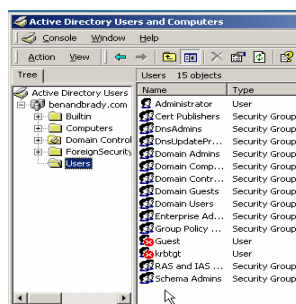 Active Directory Users and Computers
Console Window Help
Action View
Tree
Users 15 objects
Active Directory Users
benandbrady.com
Builtin
Computers
Domain Control
ForeignSecurity
Users
Name Type
Administrator User
Cert Publishers Security Group
DnsAdmins Security Group
DnsUpdatePr... Security Group
Domain Admins Security Group
Domain Comp... Security Group
Domain Contr... Security Group
Domain Guests Security Group
Domain Users Security Group
Enterprise Ad... Security Group
Group Policy ... Security Group
Guest User
krbtgt User
RAS and IAS ... Security Group
Schema Admins Security Group